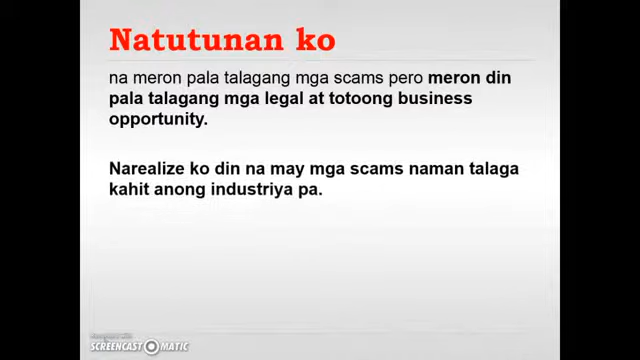 Natutunan ko
na meron pala talagang mga scams pero meron din
pala talagang mga legal at totoong business
opportunity.
Narealize ko din na may mga scams naman talaga
kahit anong industriya pa.
SCREENCAST MATIC